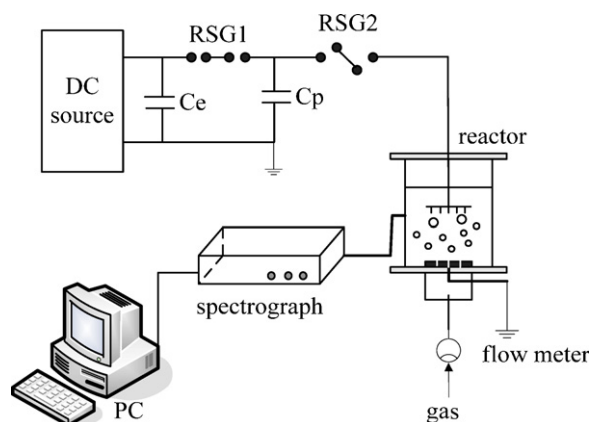 RSG1
RSG2
DC
source
Ce
Cp
reactor
spectrograph
flow meter
PC
gas